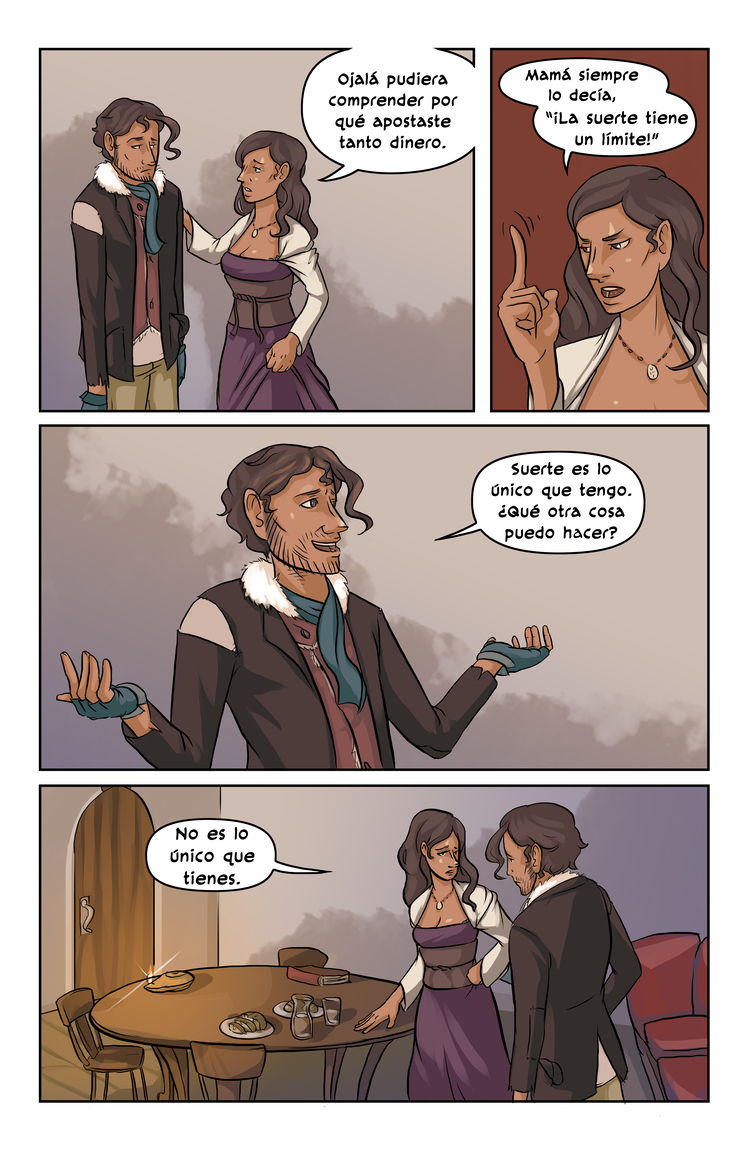 Ojalá pudiera
comprender por
qué apostaste
tanto dinero.
Mamá siempre
lo decía,
"¡La suerte tiene
un límite!"
Suerte es lo
único que tengo.
¿Qué otra cosa
puedo hacer?
No es lo
único que
tienes.